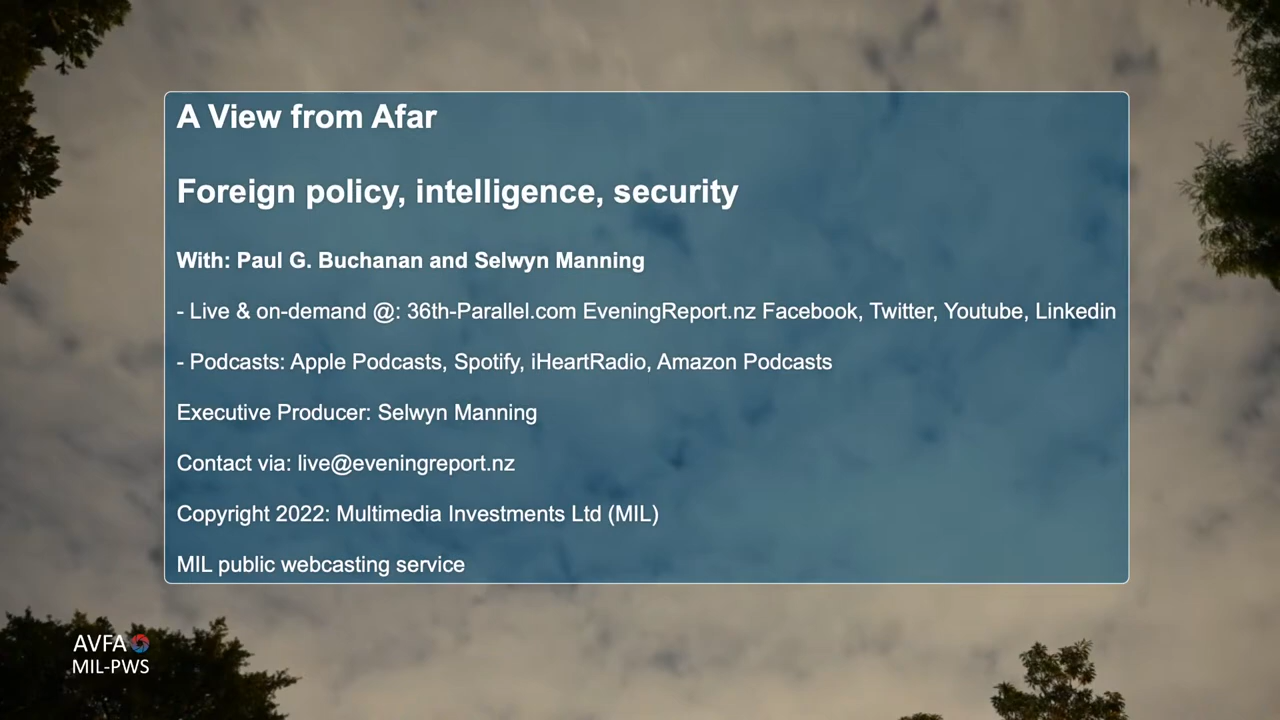 A View from Afar
Foreign policy, intelligence, security
With: Paul G. Buchanan and Selwyn Manning
- Live & on-demand @: 36th-Parallel.com EveningReport.nz Facebook, Twitter, Youtube, Linkedin
- Podcasts: Apple Podcasts, Spotify, iHeartRadio, Amazon Podcasts
Executive Producer: Selwyn Manning
Contact via: live@eveningreport.nz
Copyright 2022: Multimedia Investments Ltd (MIL)
MIL public webcasting service
AVFA
MIL-PWS